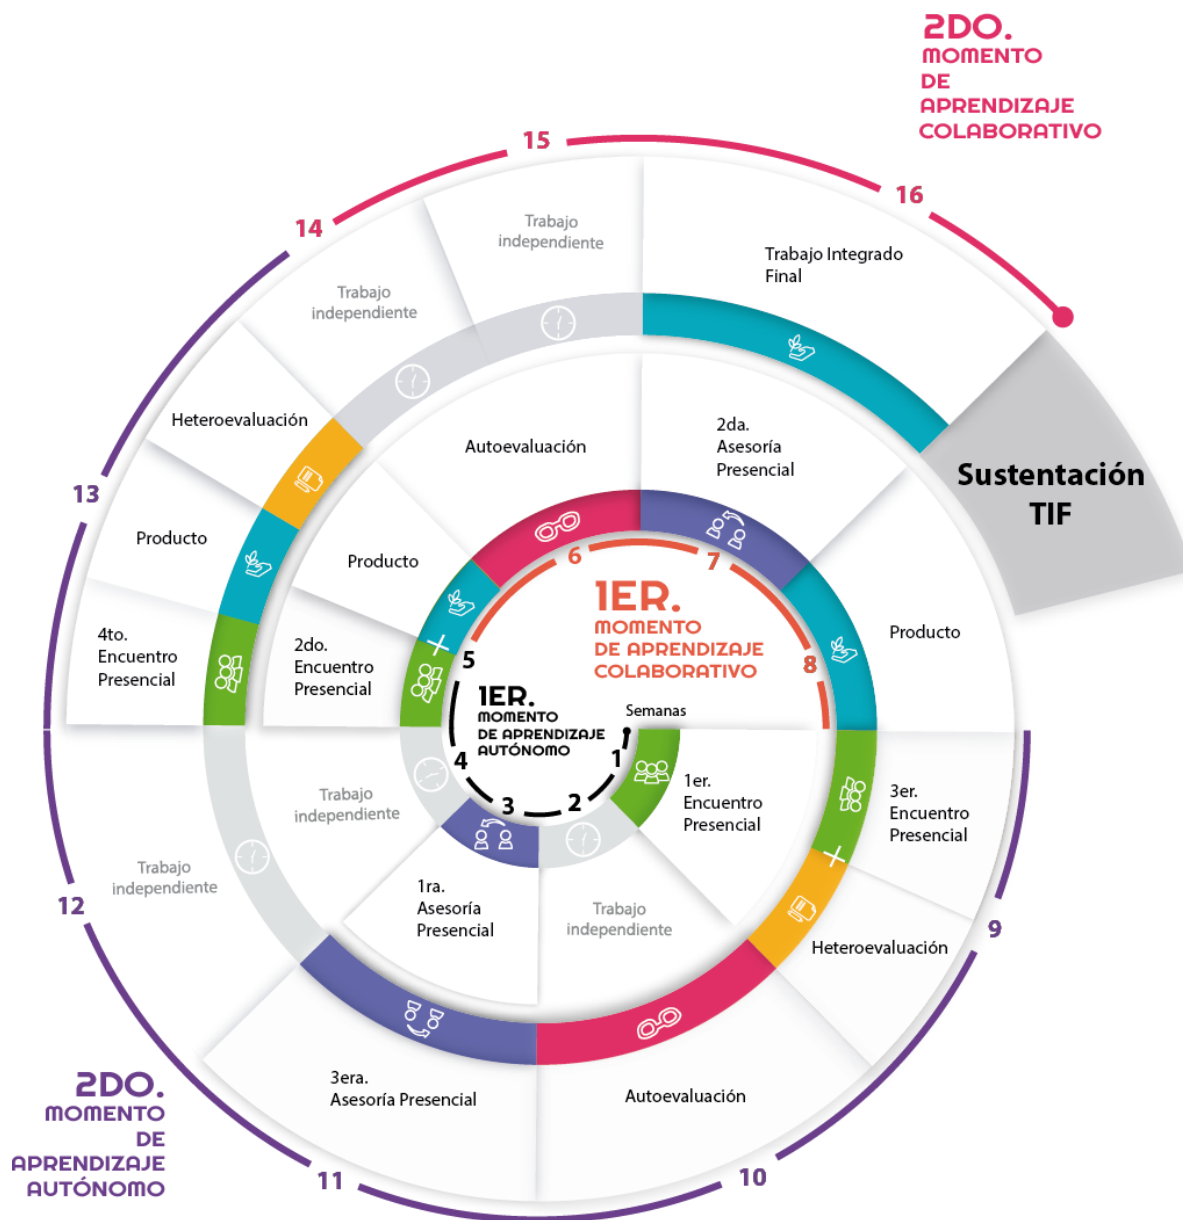 2DO.
MOMENTO
DE
APRENDIZAJE
COLABORATIVO
15
16
14
Trabajo
independiente
Trabajo Integrado
Final
Trabajo
independiente
Heteroevaluación
Autoevaluación
2da.
Asesoría
Presencial
Sustentación
TIF
13
Producto
Producto
6
7
1ER.
MOMENTO
DE APRENDIZAJE
COLABORATIVO
Producto
4to.
Encuentro
Presencial
2do.
Encuentro
Presencial
5
8
1ER.
MOMENTO
DE APRENDIZAJE
AUTÓNOMO
Semanas
4
1
3
2
1er.
Encuentro
Presencial
3er.
Encuentro
Presencial
Trabajo
independiente
Trabajo
independiente
12
1ra.
Asesoría
Presencial
Trabajo
independiente
9
Heteroevaluación
3era.
Asesoría Presencial
Autoevaluación
2DO.
MOMENTO
DE
APRENDIZAJE
AUTÓNOMO
11
10